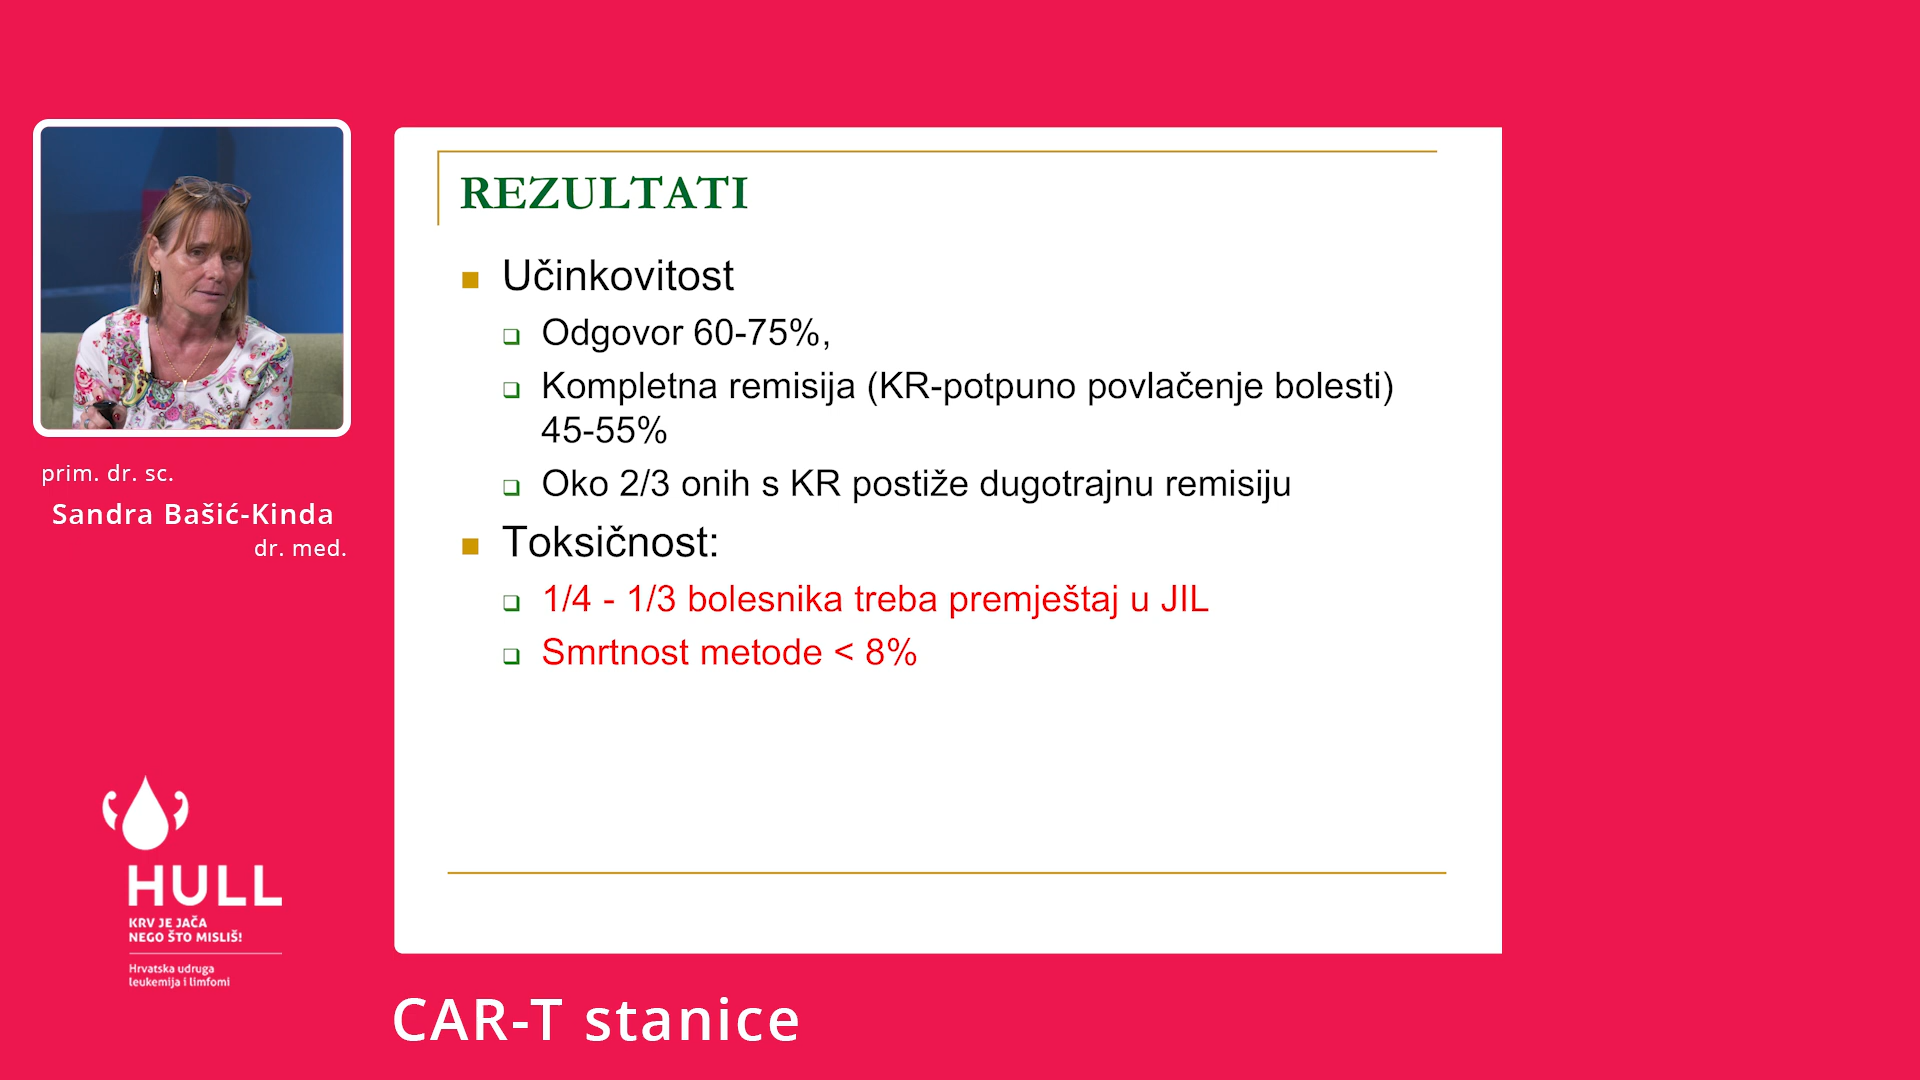 prim. dr. sc.
Sandra Bašić-Kinda
dr. med.
HULL
KRV JE JAČA
NEGO ŠTO MISLIŠ!
Hrvatska udruga
leukemija i limfomi
REZULTATI
Učinkovitost
Odgovor 60-75%,
Kompletna remisija (KR-potpuno povlačenje bolesti)
45-55%
Oko 2/3 onih s KR postiže dugotrajnu remisiju
Toksičnost:
1/4 - 1/3 bolesnika treba premještaj u JIL
Smrtnost metode < 8%
CAR-T stanice